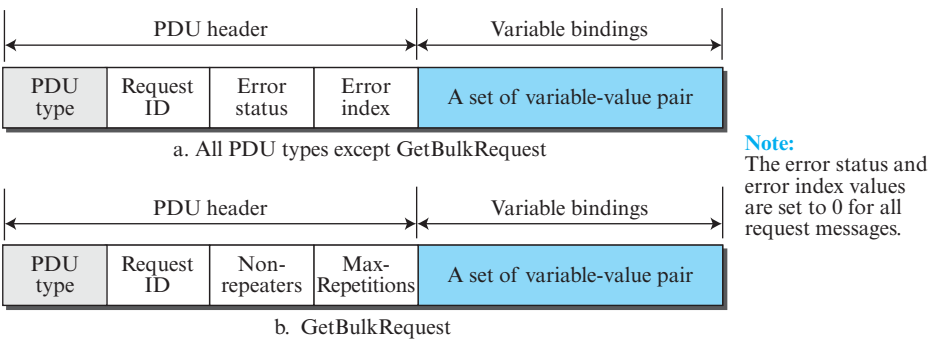 PDU header Variable bindings
PDU type Request ID Error status Error index A set of variable-value pair
a. All PDU types except GetBulkRequest
Note:
The error status and
error index values
are set to 0 for all
request messages.
PDU header Variable bindings
PDU type Request ID Non-repeaters Max-Repetitions A set of variable-value pair
b. GetBulkRequest